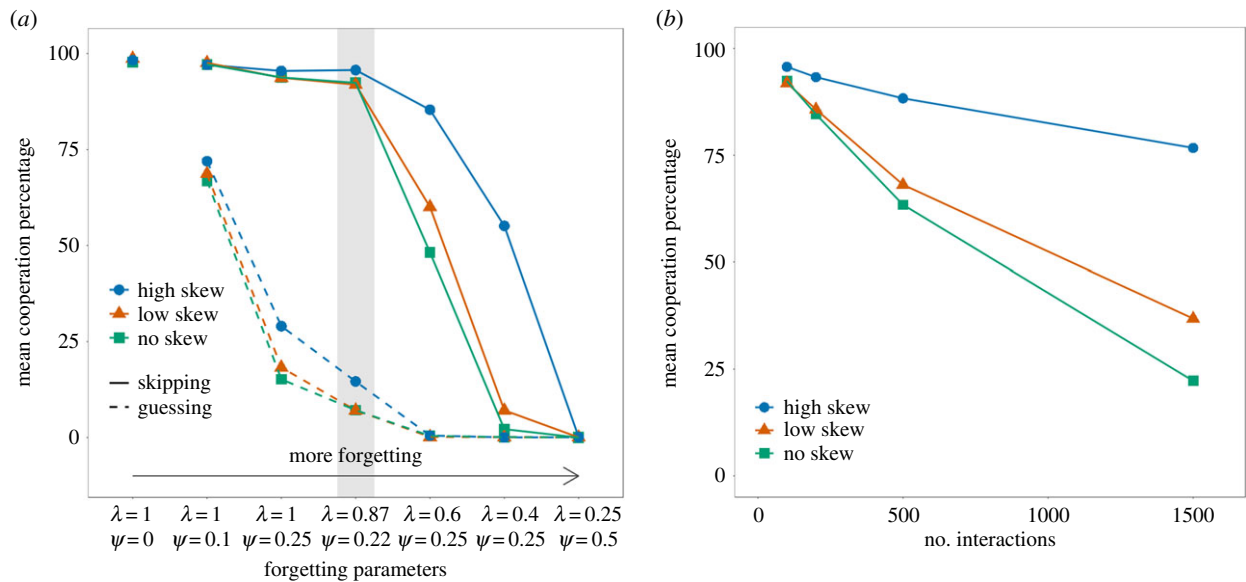 (a)
mean cooperation percentage
100
75
50
25
0
high skew
low skew
no skew
skipping
guessing
more forgetting
λ=1 λ=1 λ=1 λ=0.87 λ=0.6 λ=0.4 λ=0.25
ψ=0 ψ=0.1 ψ=0.25 ψ=0.22 ψ=0.25 ψ=0.25 ψ=0.5
forgetting parameters
(b)
mean cooperation percentage
100
75
50
25
0
high skew
low skew
no skew
0 500 1000 1500
no. interactions